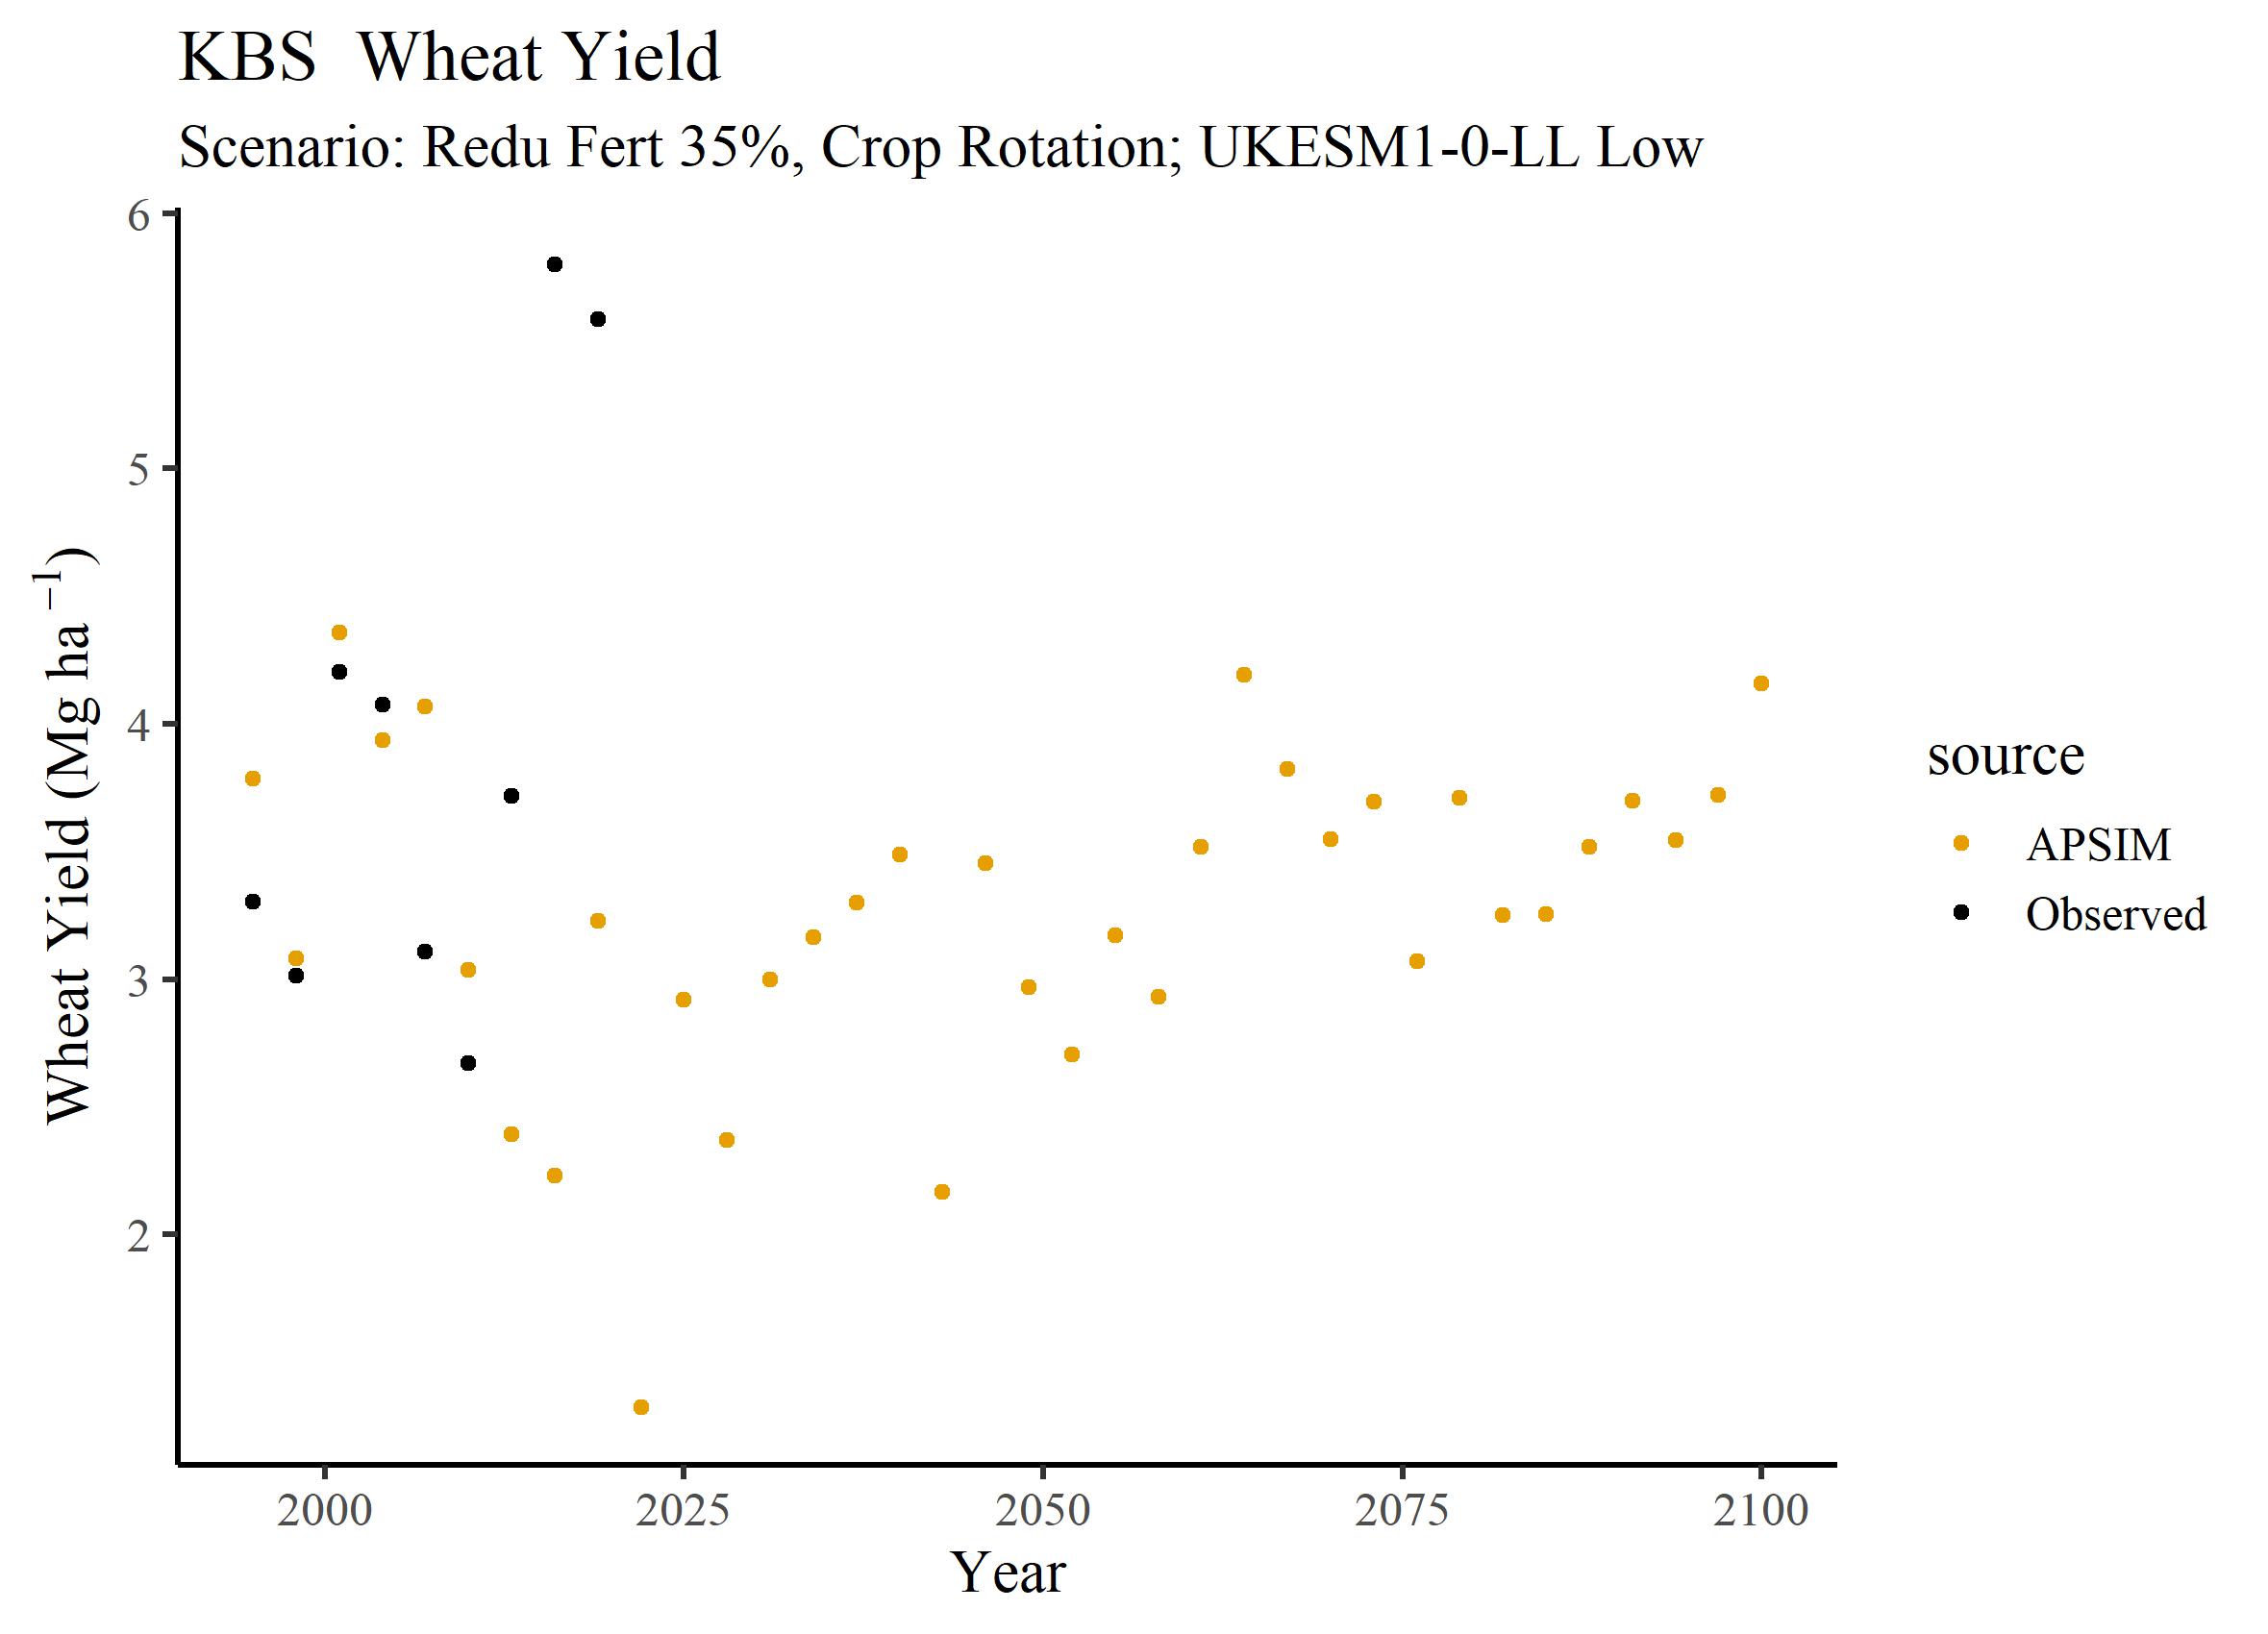 KBS  Wheat Yield
Scenario: Redu Fert 35%, Crop Rotation; UKESM1-0-LL Low
Wheat Yield (Mg ha ⁻¹)
6
5
4
3
2
2000 2025 2050 2075 2100
Year
source
APSIM
Observed